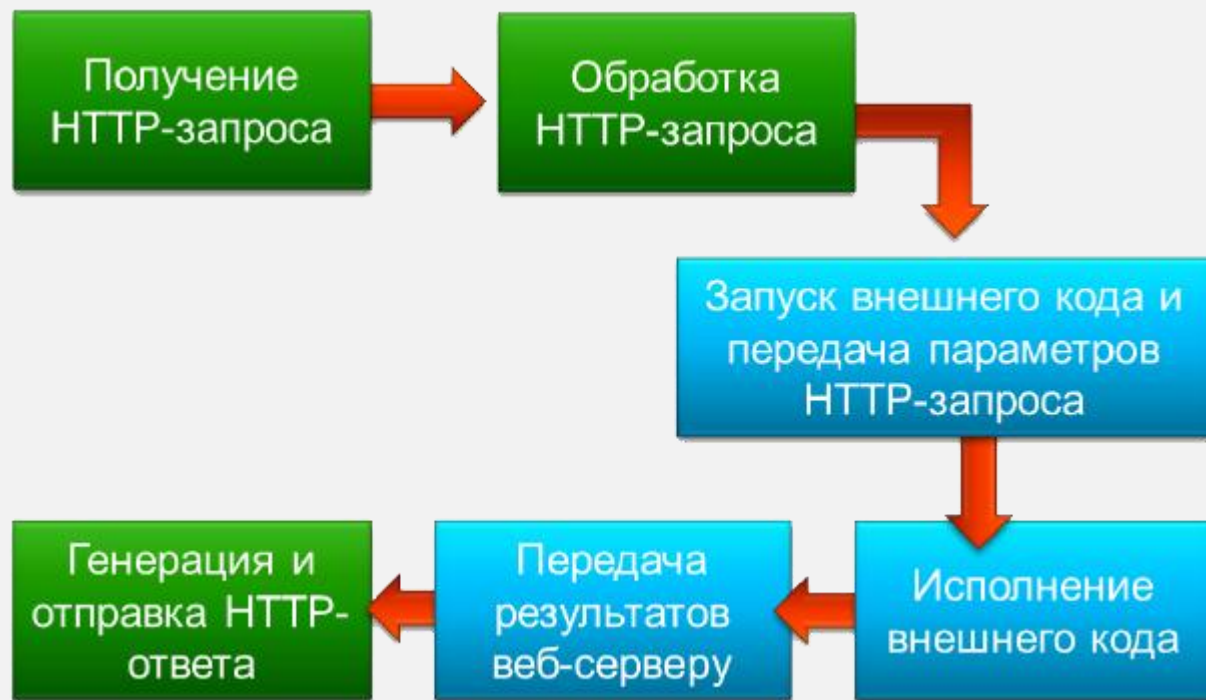 Получение
HTTP-запроса
Обработка
HTTP-запроса
Запуск внешнего кода и
передача параметров
HTTP-запроса
Исполнение
внешнего кода
Передача
результатов
веб-серверу
Генерация и
отправка HTTP-
ответа